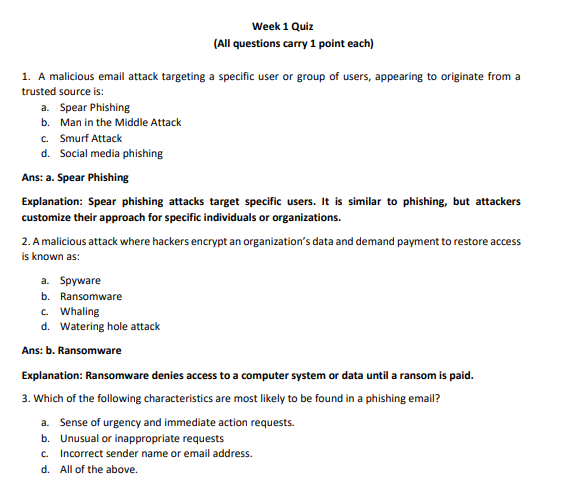 Week 1 Quiz
(All questions carry 1 point each)
1. A malicious email attack targeting a specific user or group of users, appearing to originate from a
trusted source is:
a. Spear Phishing
b. Man in the Middle Attack
c. Smurf Attack
d. Social media phishing
Ans: a. Spear Phishing
Explanation: Spear phishing attacks target specific users. It is similar to phishing, but attackers
customize their approach for specific individuals or organizations.
2. A malicious attack where hackers encrypt an organization's data and demand payment to restore access
is known as:
a. Spyware
b. Ransomware
c. Whaling
d. Watering hole attack
Ans: b. Ransomware
Explanation: Ransomware denies access to a computer system or data until a ransom is paid.
3. Which of the following characteristics are most likely to be found in a phishing email?
a. Sense of urgency and immediate action requests.
b. Unusual or inappropriate requests
c. Incorrect sender name or email address.
d. All of the above.